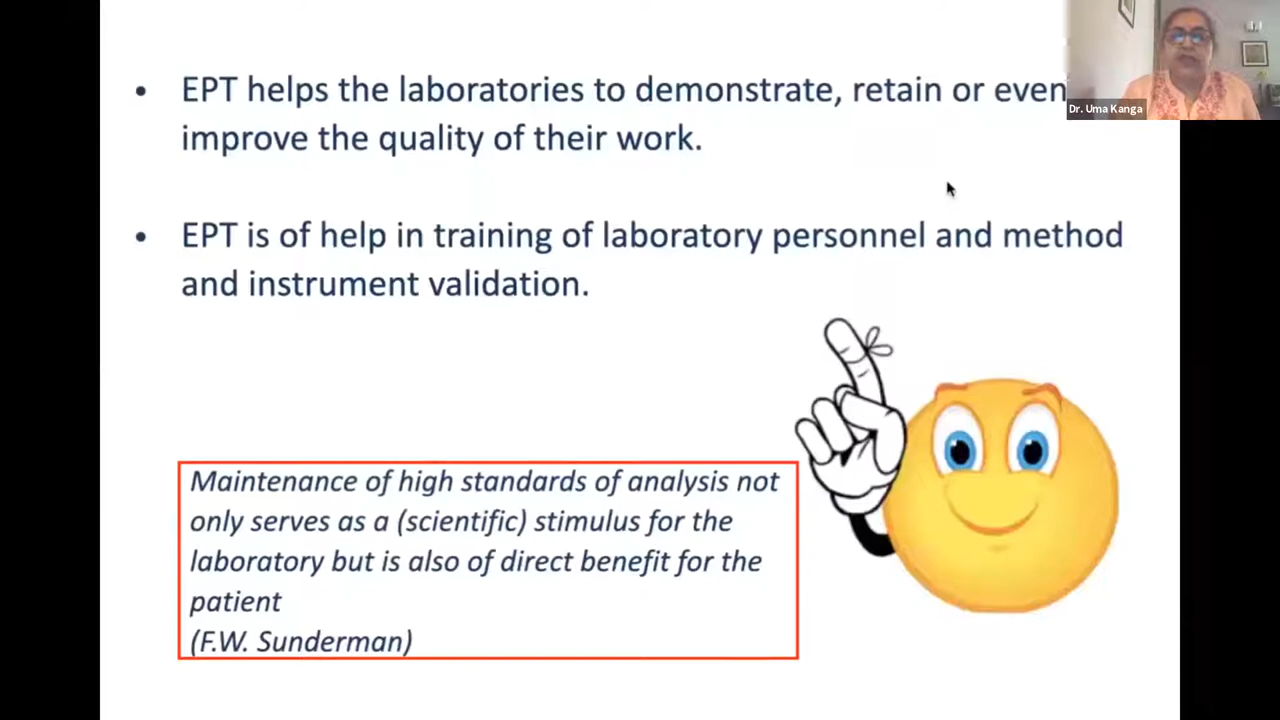 • EPT helps the laboratories to demonstrate, retain or even
improve the quality of their work.
• EPT is of help in training of laboratory personnel and method
and instrument validation.
Maintenance of high standards of analysis not
only serves as a (scientific) stimulus for the
laboratory but is also of direct benefit for the
patient
(F.W. Sunderman)
Dr. Uma Kanga